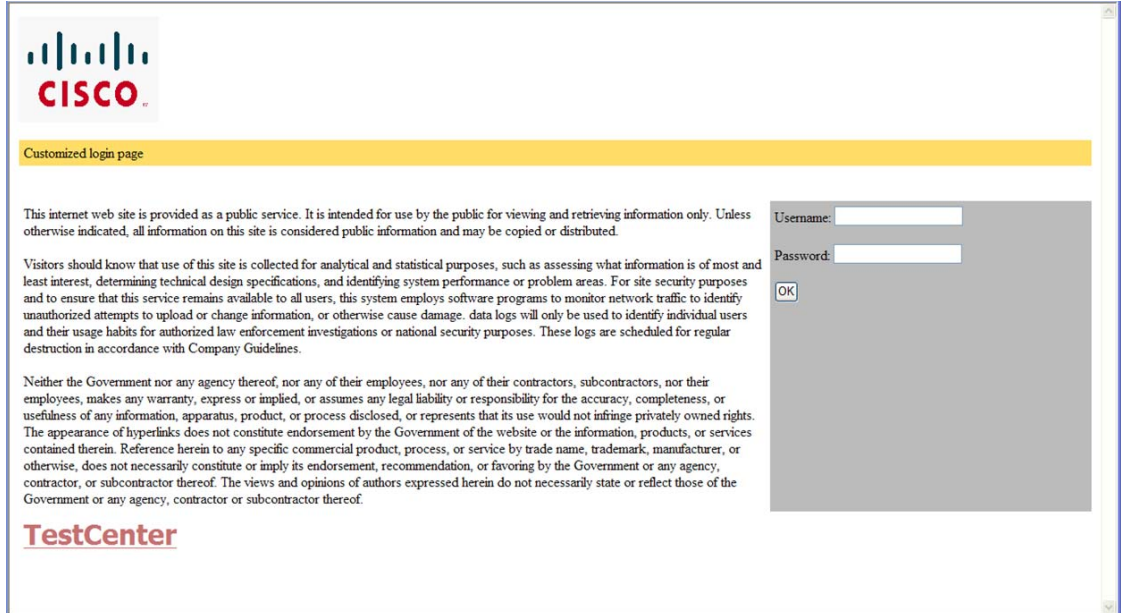 CISCO
Customized login page
This internet web site is provided as a public service. It is intended for use by the public for viewing and retrieving information only. Unless
otherwise indicated, all information on this site is considered public information and may be copied or distributed.
Username:
Password:
OK
Visitors should know that use of this site is collected for analytical and statistical purposes, such as assessing what information is of most and
least interest, determining technical design specifications, and identifying system performance or problem areas. For site security purposes
and to ensure that this service remains available to all users, this system employs software programs to monitor network traffic to identify
unauthorized attempts to upload or change information, or otherwise cause damage. data logs will only be used to identify individual users
and their usage habits for authorized law enforcement investigations or national security purposes. These logs are scheduled for regular
destruction in accordance with Company Guidelines.
Neither the Government nor any agency thereof, nor any of their employees, nor any of their contractors, subcontractors, nor their
employees, makes any warranty, express or implied, or assumes any legal liability or responsibility for the accuracy, completeness, or
usefulness of any information, apparatus, product, or process disclosed, or represents that its use would not infringe privately owned rights.
The appearance of hyperlinks does not constitute endorsement by the Government of the website or the information, products, or services
contained therein. Reference herein to any specific commercial product, process, or service by trade name, trademark, manufacturer, or
otherwise, does not necessarily constitute or imply its endorsement, recommendation, or favoring by the Government or any agency,
contractor, or subcontractor thereof. The views and opinions of authors expressed herein do not necessarily state or reflect those of the
Government or any agency, contractor or subcontractor thereof.
TestCenter